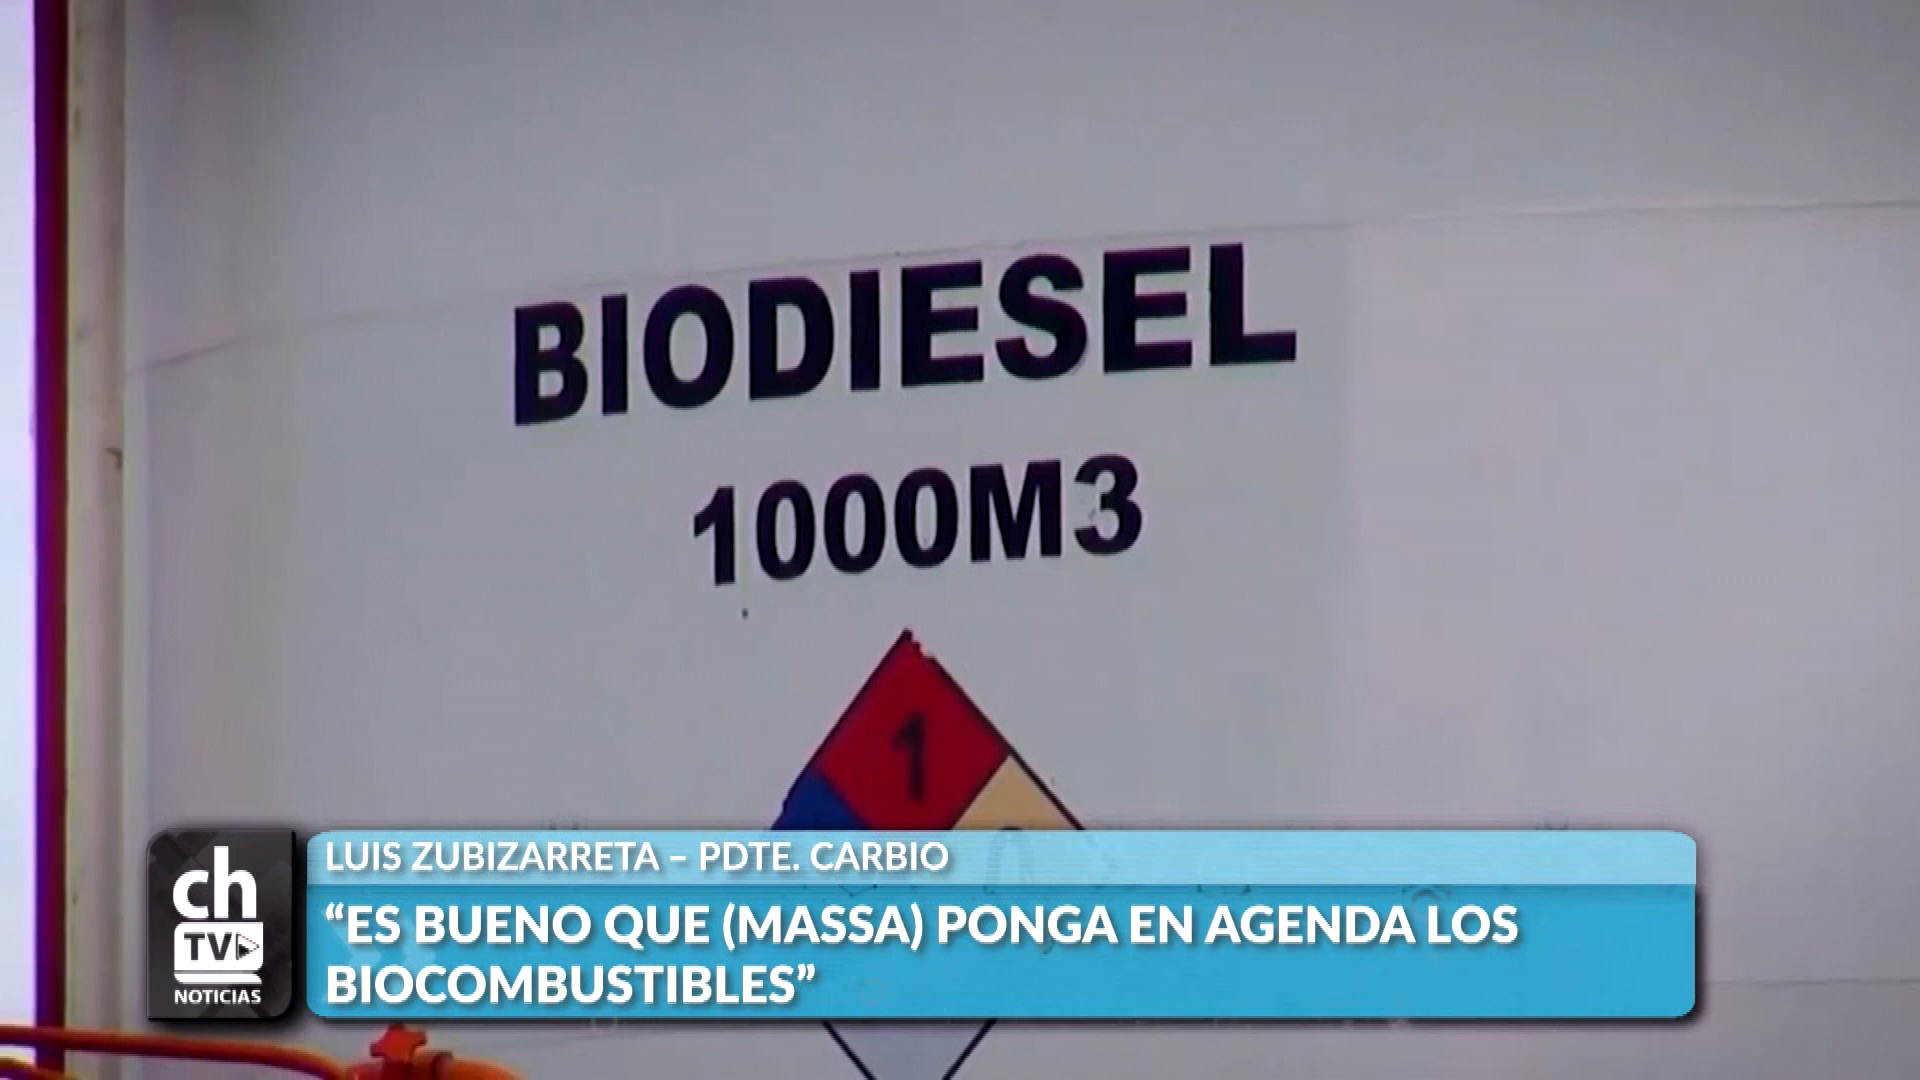 BIODIESEL
1000M3
1
0
LUIS ZUBIZARRETA – PDTE. CARBIO
“ES BUENO QUE (MASSA) PONGA EN AGENDA LOS
BIOCOMBUSTIBLES”
ch
TV
NOTICIAS